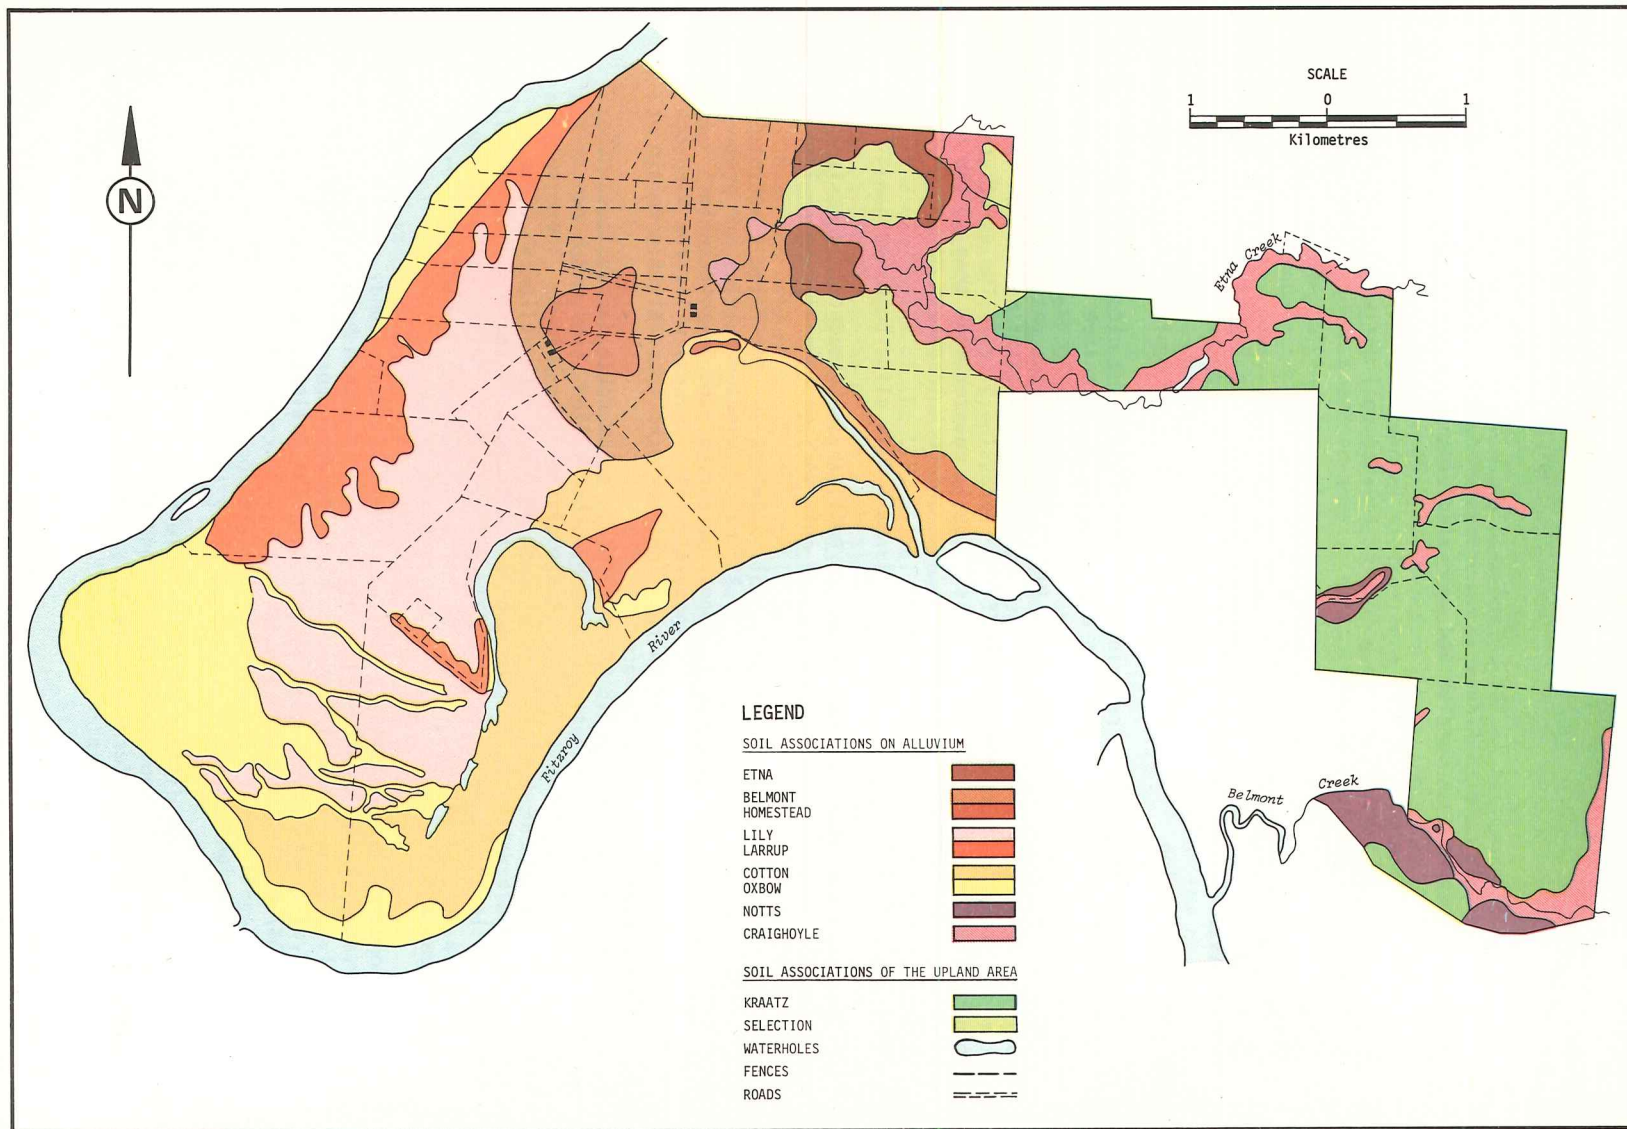 SCALE
1 0 1
Kilometres
N
Etna Creek
River
Fitzroy
Belmont Creek
LEGEND
SOIL ASSOCIATIONS ON ALLUVIUM
ETNA
BELMONT
HOMESTEAD
LILY
LARRUP
COTTON
OXBOW
NOTTS
CRAIGHOYLE
SOIL ASSOCIATIONS OF THE UPLAND AREA
KRAATZ
SELECTION
WATERHOLES
FENCES
ROADS